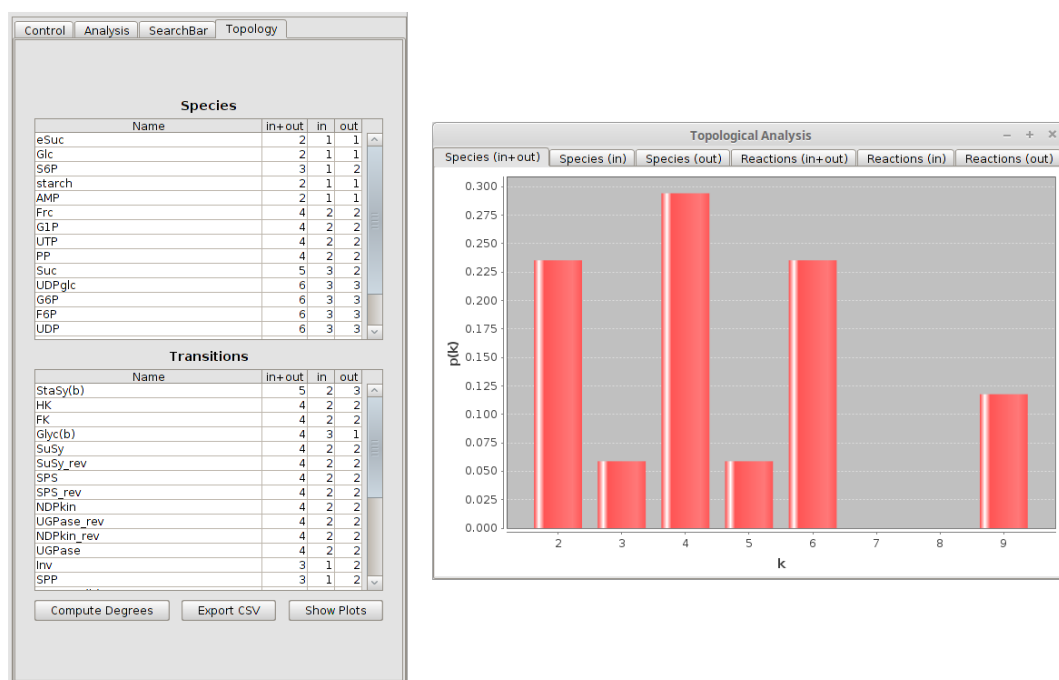 Control Analysis SearchBar Topology
Species
Name in+out in out
eSuc 2 1 1
Glc 2 1 1
S6P 3 1 2
starch 2 1 1
AMP 2 1 1
Frc 4 2 2
G1P 4 2 2
UTP 4 2 2
PP 4 2 2
Suc 5 3 2
UDPglc 6 3 3
G6P 6 3 3
F6P 6 3 3
UDP 6 3 3
Transitions
Name in+out in out
StaSy(b) 5 2 3
HK 4 2 2
FK 4 2 2
Glyc(b) 4 3 1
SuSy 4 2 2
SuSy_rev 4 2 2
SPS 4 2 2
SPS_rev 4 2 2
NDPkin 4 2 2
UGPase_rev 4 2 2
NDPkin_rev 4 2 2
UGPase 4 2 2
Inv 3 1 2
SPP 3 1 2
Compute Degrees Export CSV Show Plots
Topological Analysis
Species (in+out) Species (in) Species (out) Reactions (in+out) Reactions (in) Reactions (out)
0.300
0.275
0.250
0.225
0.200
0.175
0.150
0.125
0.100
0.075
0.050
0.025
0.000
p(k)
2 3 4 5 6 7 8 9
k